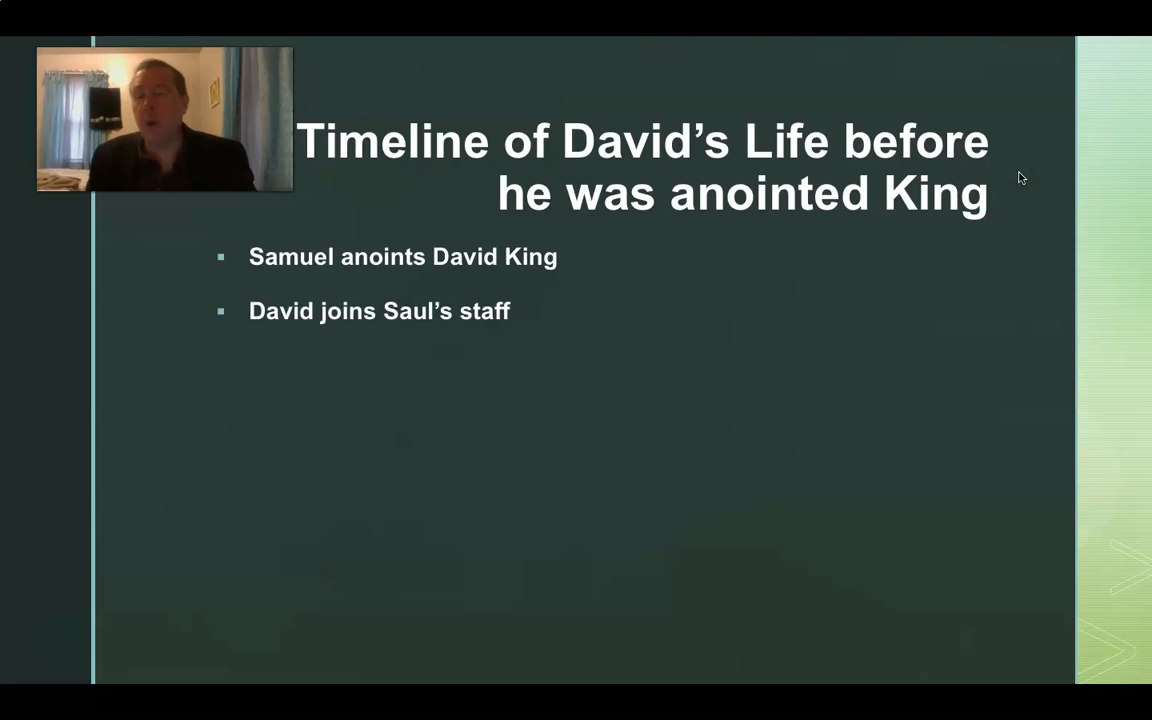 Timeline of David’s Life before
he was anointed King
Samuel anoints David King
David joins Saul’s staff